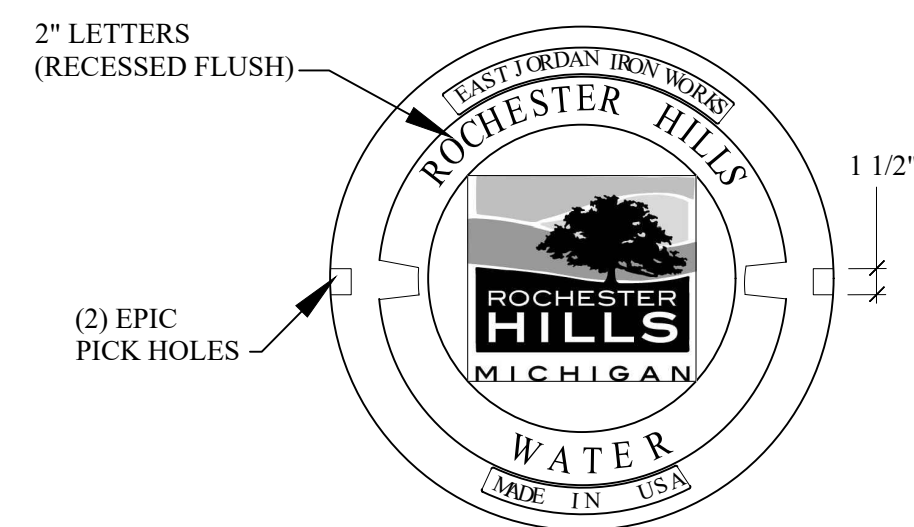 2" LETTERS
(RECESSED FLUSH)
EAST JORDAN IRON WORKS
ROCHESTER HILLS
1 1/2"
ROCHESTER
HILLS
MICHIGAN
(2) EPIC
PICK HOLES
WATER
MADE IN USA